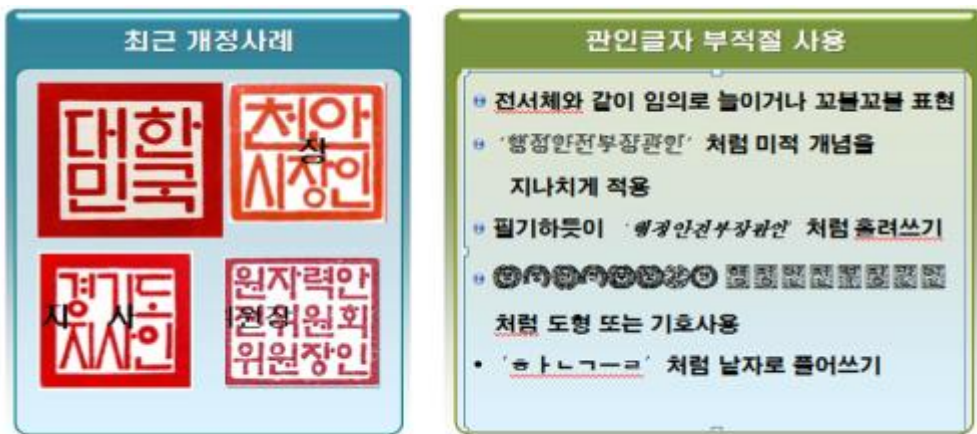 최근 개정사례
대한
민국
천안
시장인
장
경기도
지사인
지 사
원자력안
전위원회
위원장인
위원장
관인글자 부적절 사용
전서체와 같이 임의로 늘이거나 꼬불꼬불 표현
'행정안전부장관인' 처럼 미적 개념을
지나치게 적용
필기하듯이 '행정안전부장관인' 처럼 흘려쓰기
처럼 도형 또는 기호사용
• 'ㅎㅏㄴㄱㅡㄹ' 처럼 낱자로 풀어쓰기